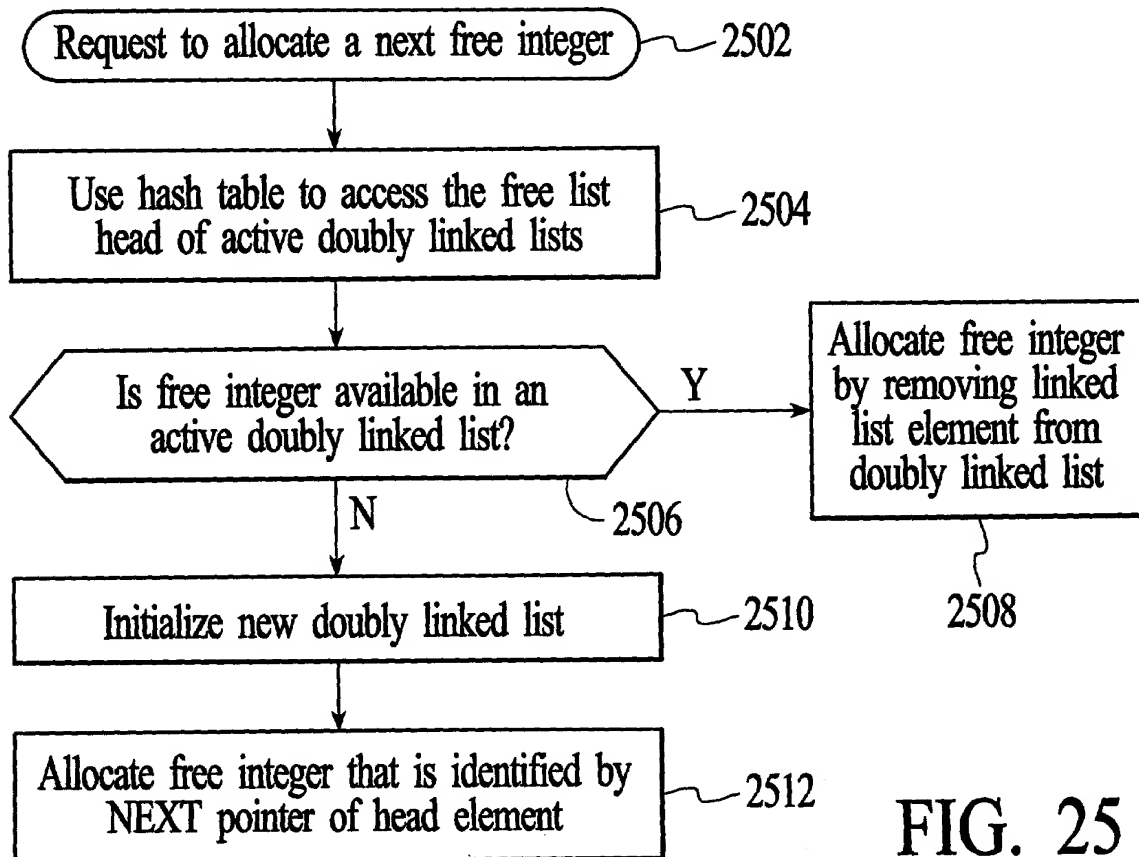 Request to allocate a next free integer
2502
Use hash table to access the free list
head of active doubly linked lists
2504
Is free integer available in an
active doubly linked list?
2506
Y
Allocate free integer
by removing linked
list element from
doubly linked list
2508
N
Initialize new doubly linked list
2510
Allocate free integer that is identified by
NEXT pointer of head element
2512
FIG. 25